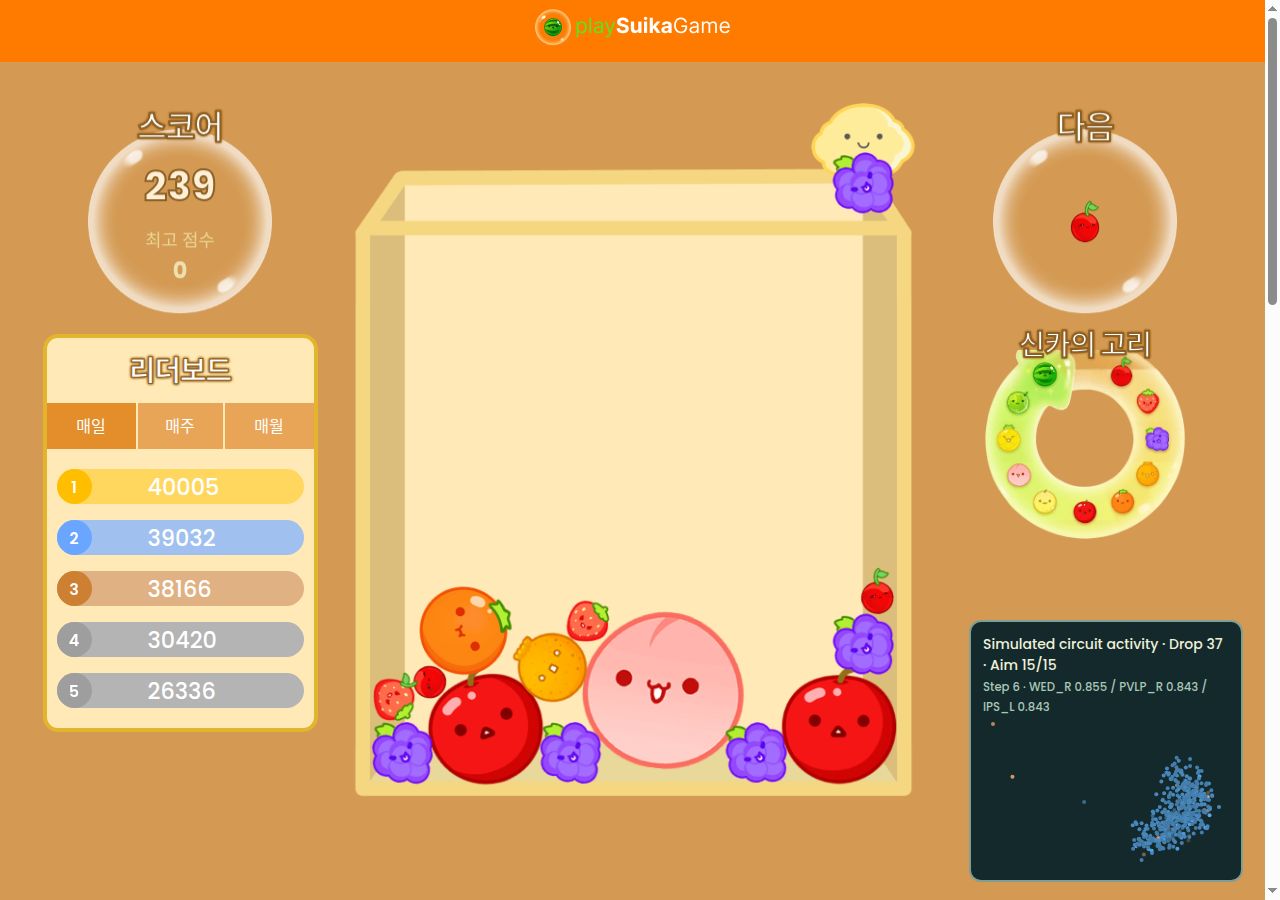 playSuikaGame
스코어
239
최고 점수
0
리더보드
매일 매주 매월
1 40005
2 39032
3 38166
4 30420
5 26336
다음
신카의 고리
Simulated circuit activity · Drop 37
· Aim 15/15
Step 6 · WED_R 0.855 / PVLP_R 0.843 /
IPS_L 0.843